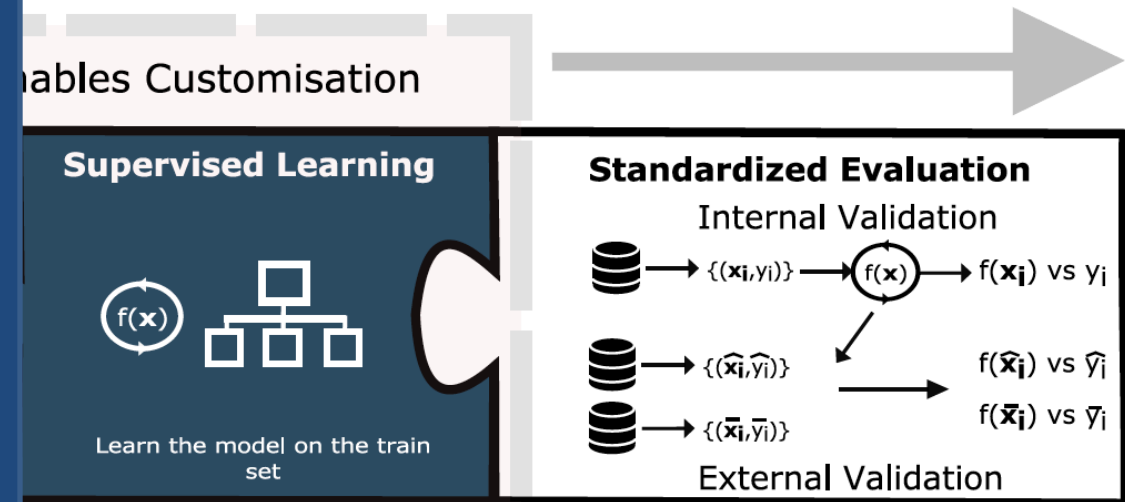 nables Customisation
Supervised Learning
f(x)
Learn the model on the train
set
Standardized Evaluation
Internal Validation
{(xi,yi)}
f(x)
f(xi) vs yi
{(x̂i,ŷi)}
f(x̂i) vs ŷi
{(x̄i,ȳi)}
f(x̄i) vs ȳi
External Validation